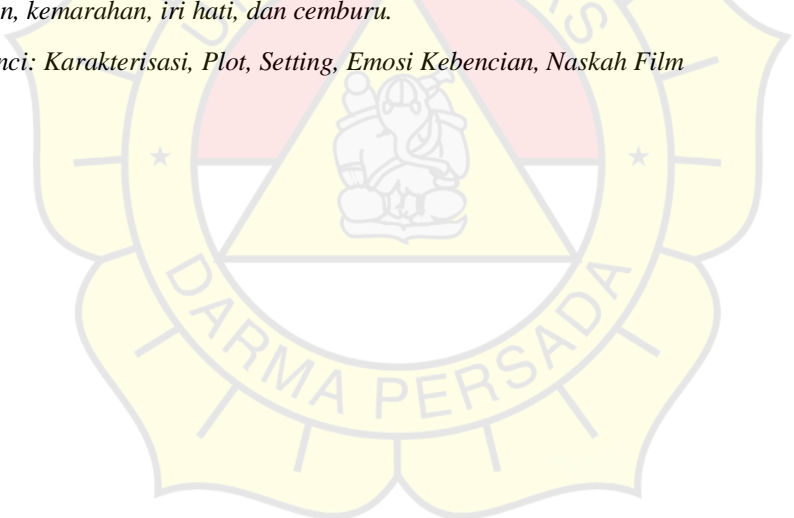 n, kemarahan, iri hati, dan cemburu.
nci: Karakterisasi, Plot, Setting, Emosi Kebencian, Naskah Film
DARMA PERSADA